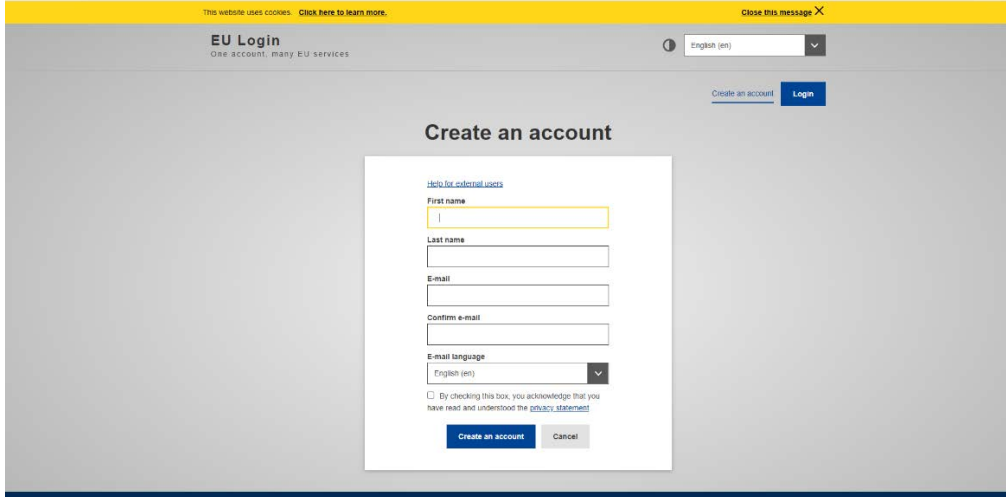 This website uses cookies. Click here to learn more.
Close this message
EU Login
One account, many EU services
English (en)
Create an account
Login
Create an account
Help for external users
First name
Last name
E-mail
Confirm e-mail
E-mail language
English (en)
By checking this box, you acknowledge that you
have read and understood the privacy statement
Create an account
Cancel